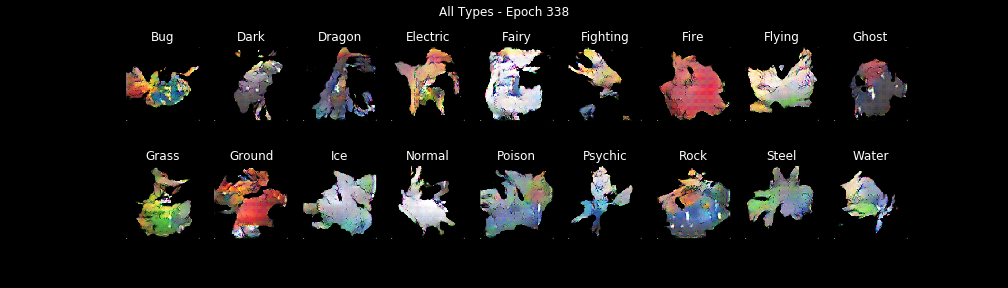 All Types - Epoch 338
Bug Dark Dragon Electric Fairy Fighting Fire Flying Ghost
Grass Ground Ice Normal Poison Psychic Rock Steel Water